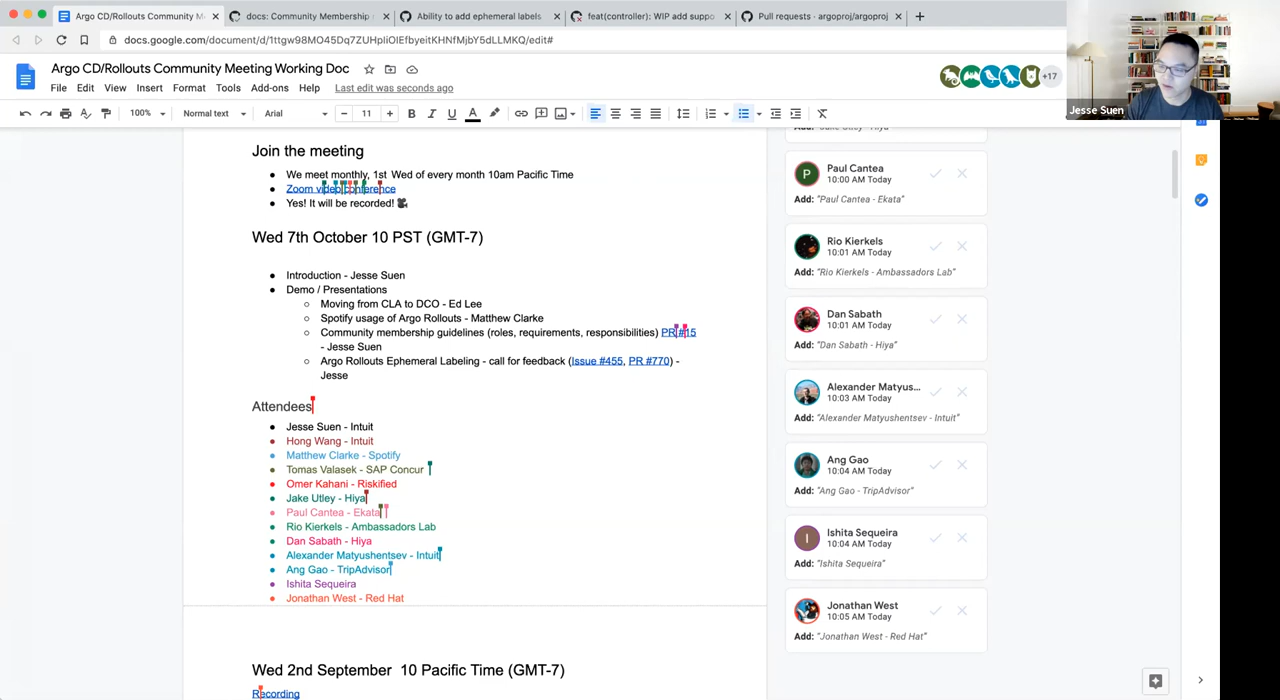 Argo CD/Rollouts Community M
docs: Community Membership
Ability to add ephemeral labels
feat(controller): WIP add suppo
Pull requests · argoproj/argoproj
docs.google.com/document/d/1ttgw98MO45Dq7ZUHpIiOIEfbyeitKHNfMjbY5dLLMKQ/edit#
Argo CD/Rollouts Community Meeting Working Doc
File Edit View Insert Format Tools Add-ons Help Last edit was seconds ago
+17
Jesse Suen
100% Normal text Arial 11 B I U A
Join the meeting
We meet monthly, 1st Wed of every month 10am Pacific Time
Zoom video conference
Yes! It will be recorded!
Wed 7th October 10 PST (GMT-7)
Introduction - Jesse Suen
Demo / Presentations
Moving from CLA to DCO - Ed Lee
Spotify usage of Argo Rollouts - Matthew Clarke
Community membership guidelines (roles, requirements, responsibilities) PR #15
- Jesse Suen
Argo Rollouts Ephemeral Labeling - call for feedback (Issue #455, PR #770) -
Jesse
Attendees
Jesse Suen - Intuit
Hong Wang - Intuit
Matthew Clarke - Spotify
Tomas Valasek - SAP Concur
Omer Kahani - Riskified
Jake Utley - Hiya
Paul Cantea - Ekata
Rio Kierkels - Ambassadors Lab
Dan Sabath - Hiya
Alexander Matyushentsev - Intuit
Ang Gao - TripAdvisor
Ishita Sequeira
Jonathan West - Red Hat
Wed 2nd September 10 Pacific Time (GMT-7)
Recording
Add: "Jake Utley - Hiya"
P
Paul Cantea
10:00 AM Today
Add: "Paul Cantea - Ekata"
Rio Kierkels
10:01 AM Today
Add: "Rio Kierkels - Ambassadors Lab"
Dan Sabath
10:01 AM Today
Add: "Dan Sabath - Hiya"
Alexander Matyus...
10:03 AM Today
Add: "Alexander Matyushentsev - Intuit"
Ang Gao
10:04 AM Today
Add: "Ang Gao - TripAdvisor"
I
Ishita Sequeira
10:04 AM Today
Add: "Ishita Sequeira"
Jonathan West
10:05 AM Today
Add: "Jonathan West - Red Hat"